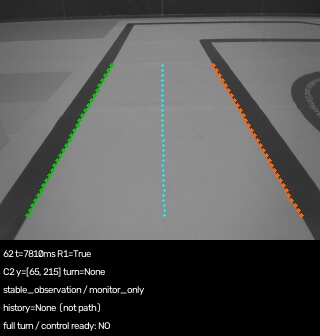 62 t=7810ms R1=True
C2 y=[65, 215] turn=None
stable_observation / monitor_only
history=None (not path)
full turn / control ready: NO